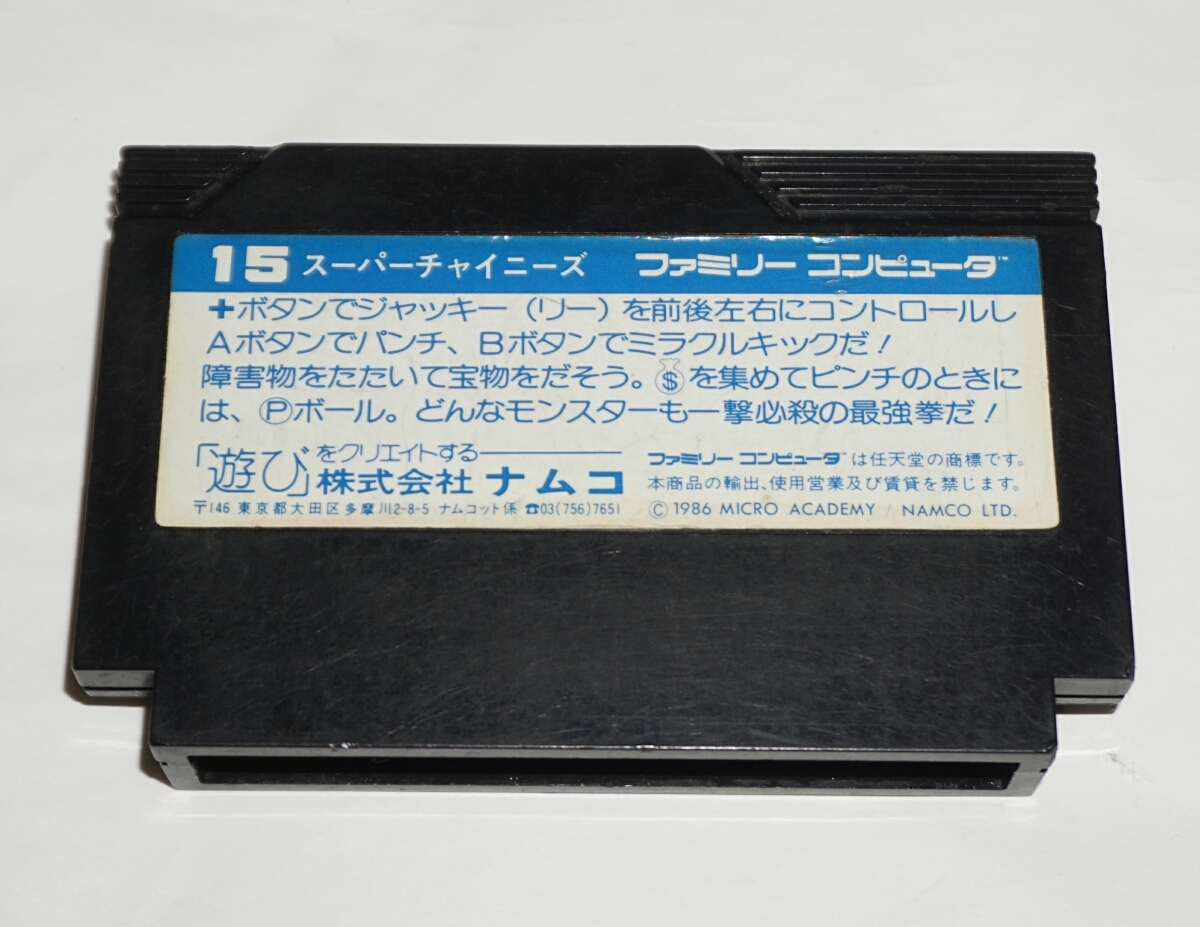 15 スーパーチャイニーズ ファミリー コンピュータ™
+ボタンでジャッキー(リー)を前後左右にコントロールし
Aボタンでパンチ、Bボタンでミラクルキックだ!
障害物をたたいて宝物をだそう。$を集めてピンチのときに
は、Ⓟボール。どんなモンスターも一撃必殺の最強拳だ!
「遊び」をクリエイトする
株式会社 ナムコ
〒146 東京都大田区多摩川2-8-5 ナムコット係 ☎03(756)7651
ファミリー コンピュータ™は任天堂の商標です。
本商品の輸出、使用営業及び賃貸を禁じます。
© 1986 MICRO ACADEMY NAMCO LTD.